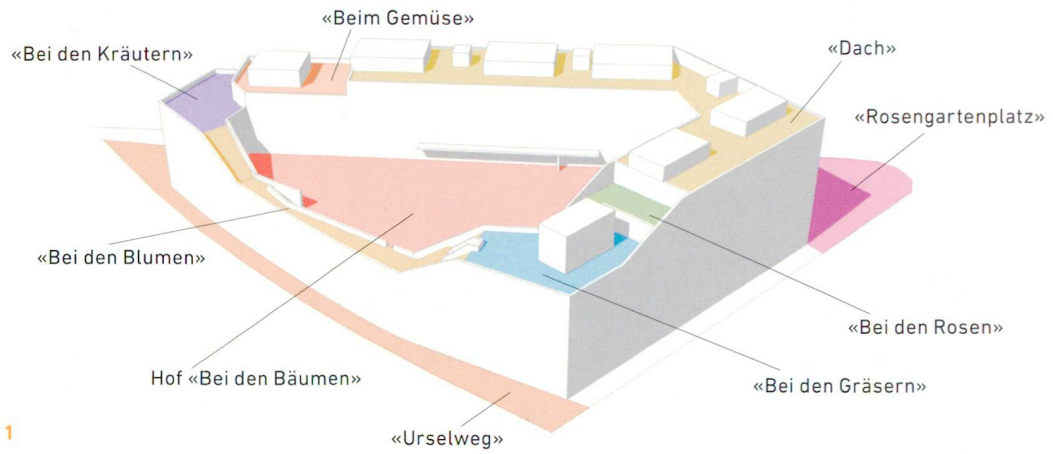 «Beim Gemüse»
«Bei den Kräutern»
«Dach»
«Rosengartenplatz»
«Bei den Blumen»
«Bei den Rosen»
Hof «Bei den Bäumen»
«Bei den Gräsern»
«Urselweg»
1